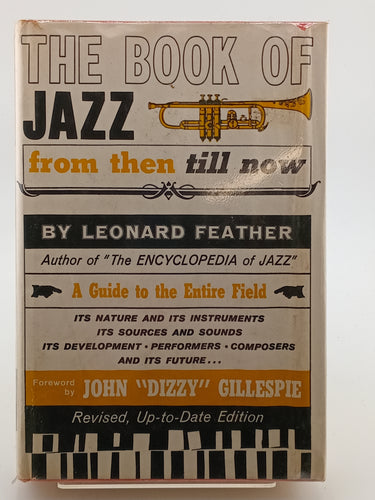 THE BOOK OF
JAZZ
from then till now
BY LEONARD FEATHER
Author of "The ENCYCLOPEDIA of JAZZ"
A Guide to the Entire Field
ITS NATURE AND ITS INSTRUMENTS
ITS SOURCES AND SOUNDS
ITS DEVELOPMENT · PERFORMERS · COMPOSERS
AND ITS FUTURE...
Foreword by JOHN "DIZZY" GILLESPIE
Revised, Up-to-Date Edition